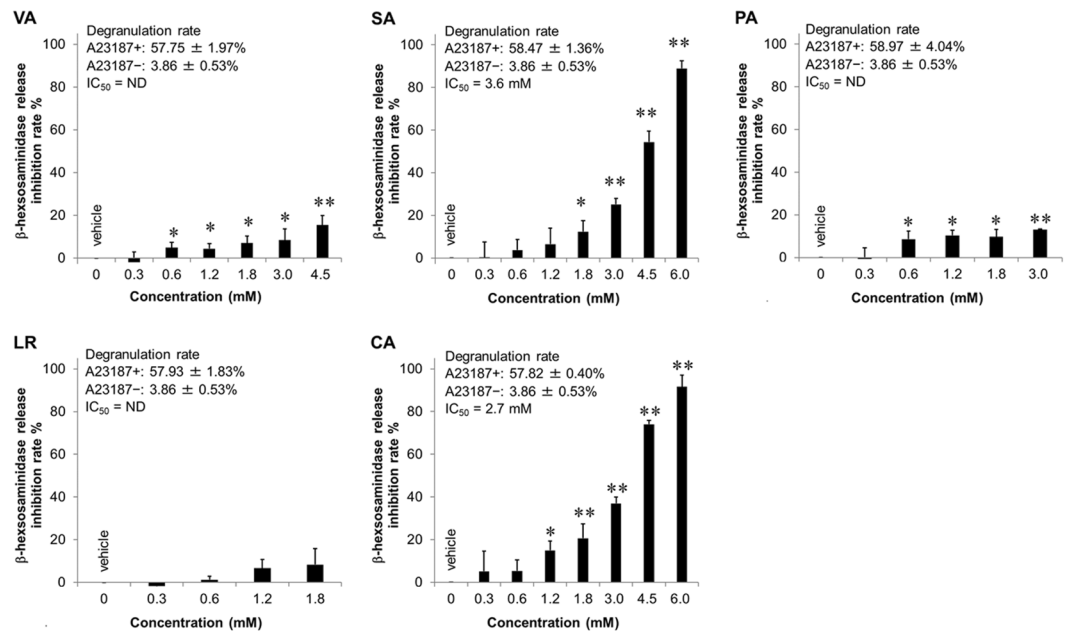 VA
Degranulation rate
A23187+: 57.75 ± 1.97%
A23187−: 3.86 ± 0.53%
IC50 = ND
β-hexsosaminidase release
inhibition rate %
100
80
60
40
20
0
vehicle
*
*
*
*
**
0 0.3 0.6 1.2 1.8 3.0 4.5
Concentration (mM)
SA
Degranulation rate
A23187+: 58.47 ± 1.36%
A23187−: 3.86 ± 0.53%
IC50 = 3.6 mM
β-hexsosaminidase release
inhibition rate %
100
80
60
40
20
0
vehicle
*
**
**
**
0 0.3 0.6 1.2 1.8 3.0 4.5 6.0
Concentration (mM)
PA
Degranulation rate
A23187+: 58.97 ± 4.04%
A23187−: 3.86 ± 0.53%
IC50 = ND
β-hexsosaminidase release
inhibition rate %
100
80
60
40
20
0
vehicle
*
*
*
**
0 0.3 0.6 1.2 1.8 3.0
Concentration (mM)
LR
Degranulation rate
A23187+: 57.93 ± 1.83%
A23187−: 3.86 ± 0.53%
IC50 = ND
β-hexsosaminidase release
inhibition rate %
100
80
60
40
20
0
vehicle
0 0.3 0.6 1.2 1.8
Concentration (mM)
CA
Degranulation rate
A23187+: 57.82 ± 0.40%
A23187−: 3.86 ± 0.53%
IC50 = 2.7 mM
β-hexsosaminidase release
inhibition rate %
100
80
60
40
20
0
vehicle
*
**
**
**
**
0 0.3 0.6 1.2 1.8 3.0 4.5 6.0
Concentration (mM)